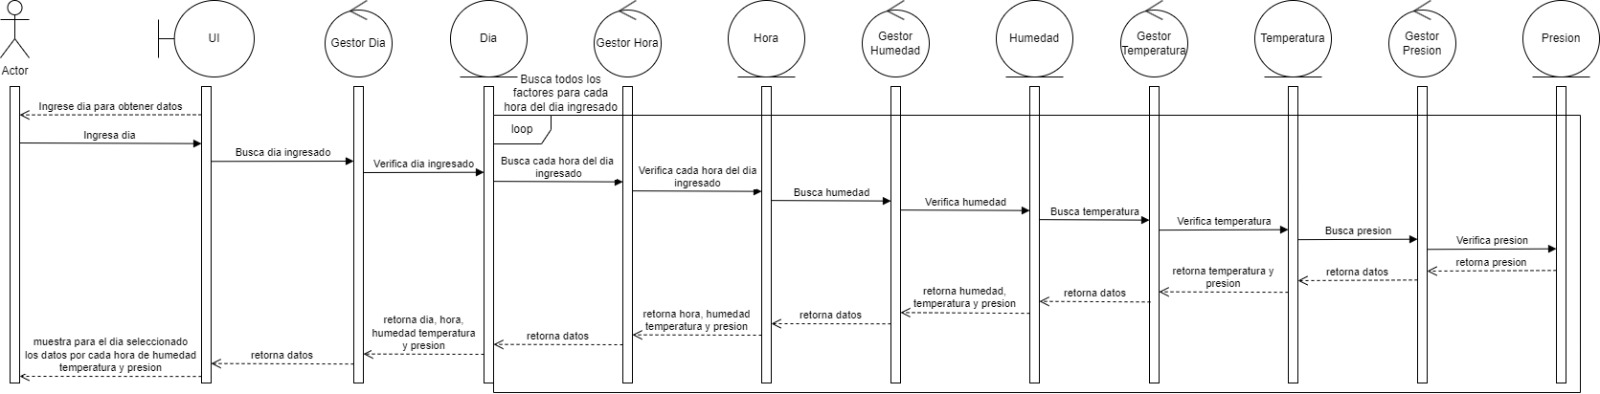 Actor
UI
Gestor Dia
Dia
Gestor Hora
Hora
Gestor
Humedad
Humedad
Gestor
Temperatura
Temperatura
Gestor
Presion
Presion
Busca todos los
factores para cada
hora del dia ingresado
loop
Ingrese dia para obtener datos
Ingresa dia
Busca dia ingresado
Verifica dia ingresado
Busca cada hora del dia
ingresado
Verifica cada hora del dia
ingresado
Busca humedad
Verifica humedad
Busca temperatura
Verifica temperatura
Busca presion
Verifica presion
retorna presion
retorna datos
retorna temperatura y
presion
retorna datos
retorna humedad,
temperatura y presion
retorna datos
retorna hora, humedad
temperatura y presion
retorna datos
retorna dia, hora,
humedad temperatura
y presion
retorna datos
muestra para el dia seleccionado
los datos por cada hora de humedad
temperatura y presion